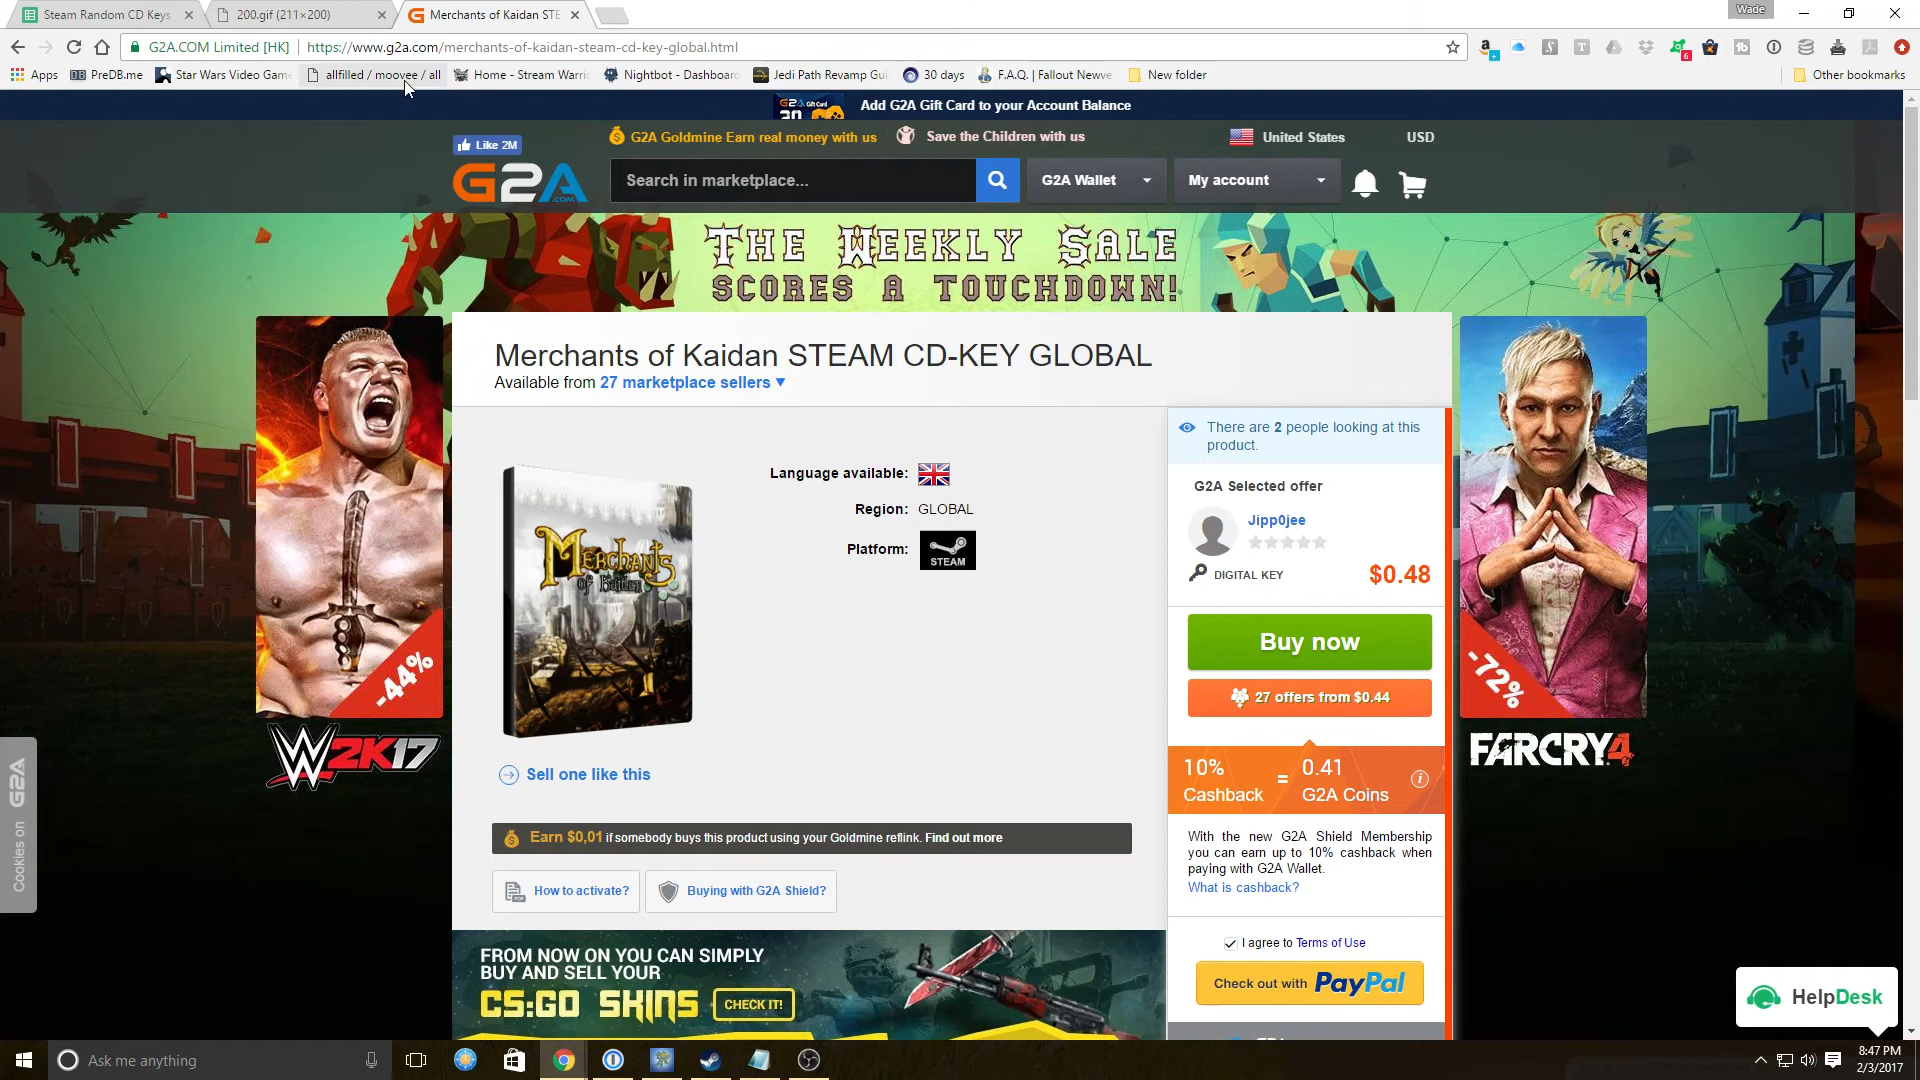 Steam Random CD Keys
200.gif (211×200)
Merchants of Kaidan STE
Wade
G2A.COM Limited [HK]
https://www.g2a.com/merchants-of-kaidan-steam-cd-key-global.html
6
Apps
PreDB.me
Star Wars Video Game
allfilled / moovee / all
Home - Stream Warrio
Nightbot - Dashboard
Jedi Path Revamp Gui
30 days
F.A.Q. | Fallout Newve
New folder
Other bookmarks
Add G2A Gift Card to your Account Balance
Like 2M
G2A Goldmine Earn real money with us
Save the Children with us
United States
USD
G2A.COM
Search in marketplace...
G2A Wallet
My account
THE WEEKLY SALE
SCORES A TOUCHDOWN!
Merchants of Kaidan STEAM CD-KEY GLOBAL
Available from 27 marketplace sellers ▼
There are 2 people looking at this
product.
Language available:
Region: GLOBAL
Platform:
STEAM
MERCHANTS
of Kaidan
G2A Selected offer
Jipp0jee
DIGITAL KEY
$0.48
Buy now
27 offers from $0.44
-44%
W2K17
-72%
FARCRY 4
Sell one like this
10%
Cashback
=
0.41
G2A Coins
Earn $0,01 if somebody buys this product using your Goldmine reflink. Find out more
With the new G2A Shield Membership
you can earn up to 10% cashback when
paying with G2A Wallet.
What is cashback?
How to activate?
Buying with G2A Shield?
Cookies on G2A
I agree to Terms of Use
Check out with PayPal
FROM NOW ON YOU CAN SIMPLY
BUY AND SELL YOUR
CS:GO SKINS
CHECK IT!
HelpDesk
Ask me anything
8:47 PM
2/3/2017